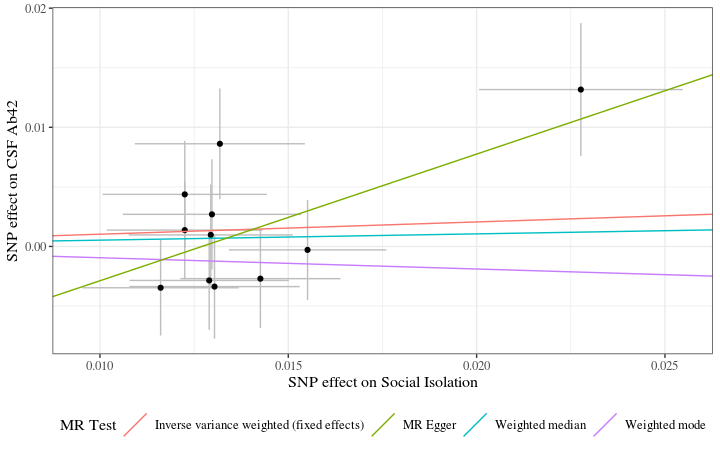 0.02
0.01
0.00
SNP effect on CSF Ab42
0.010 0.015 0.020 0.025
SNP effect on Social Isolation
MR Test Inverse variance weighted (fixed effects) MR Egger Weighted median Weighted mode